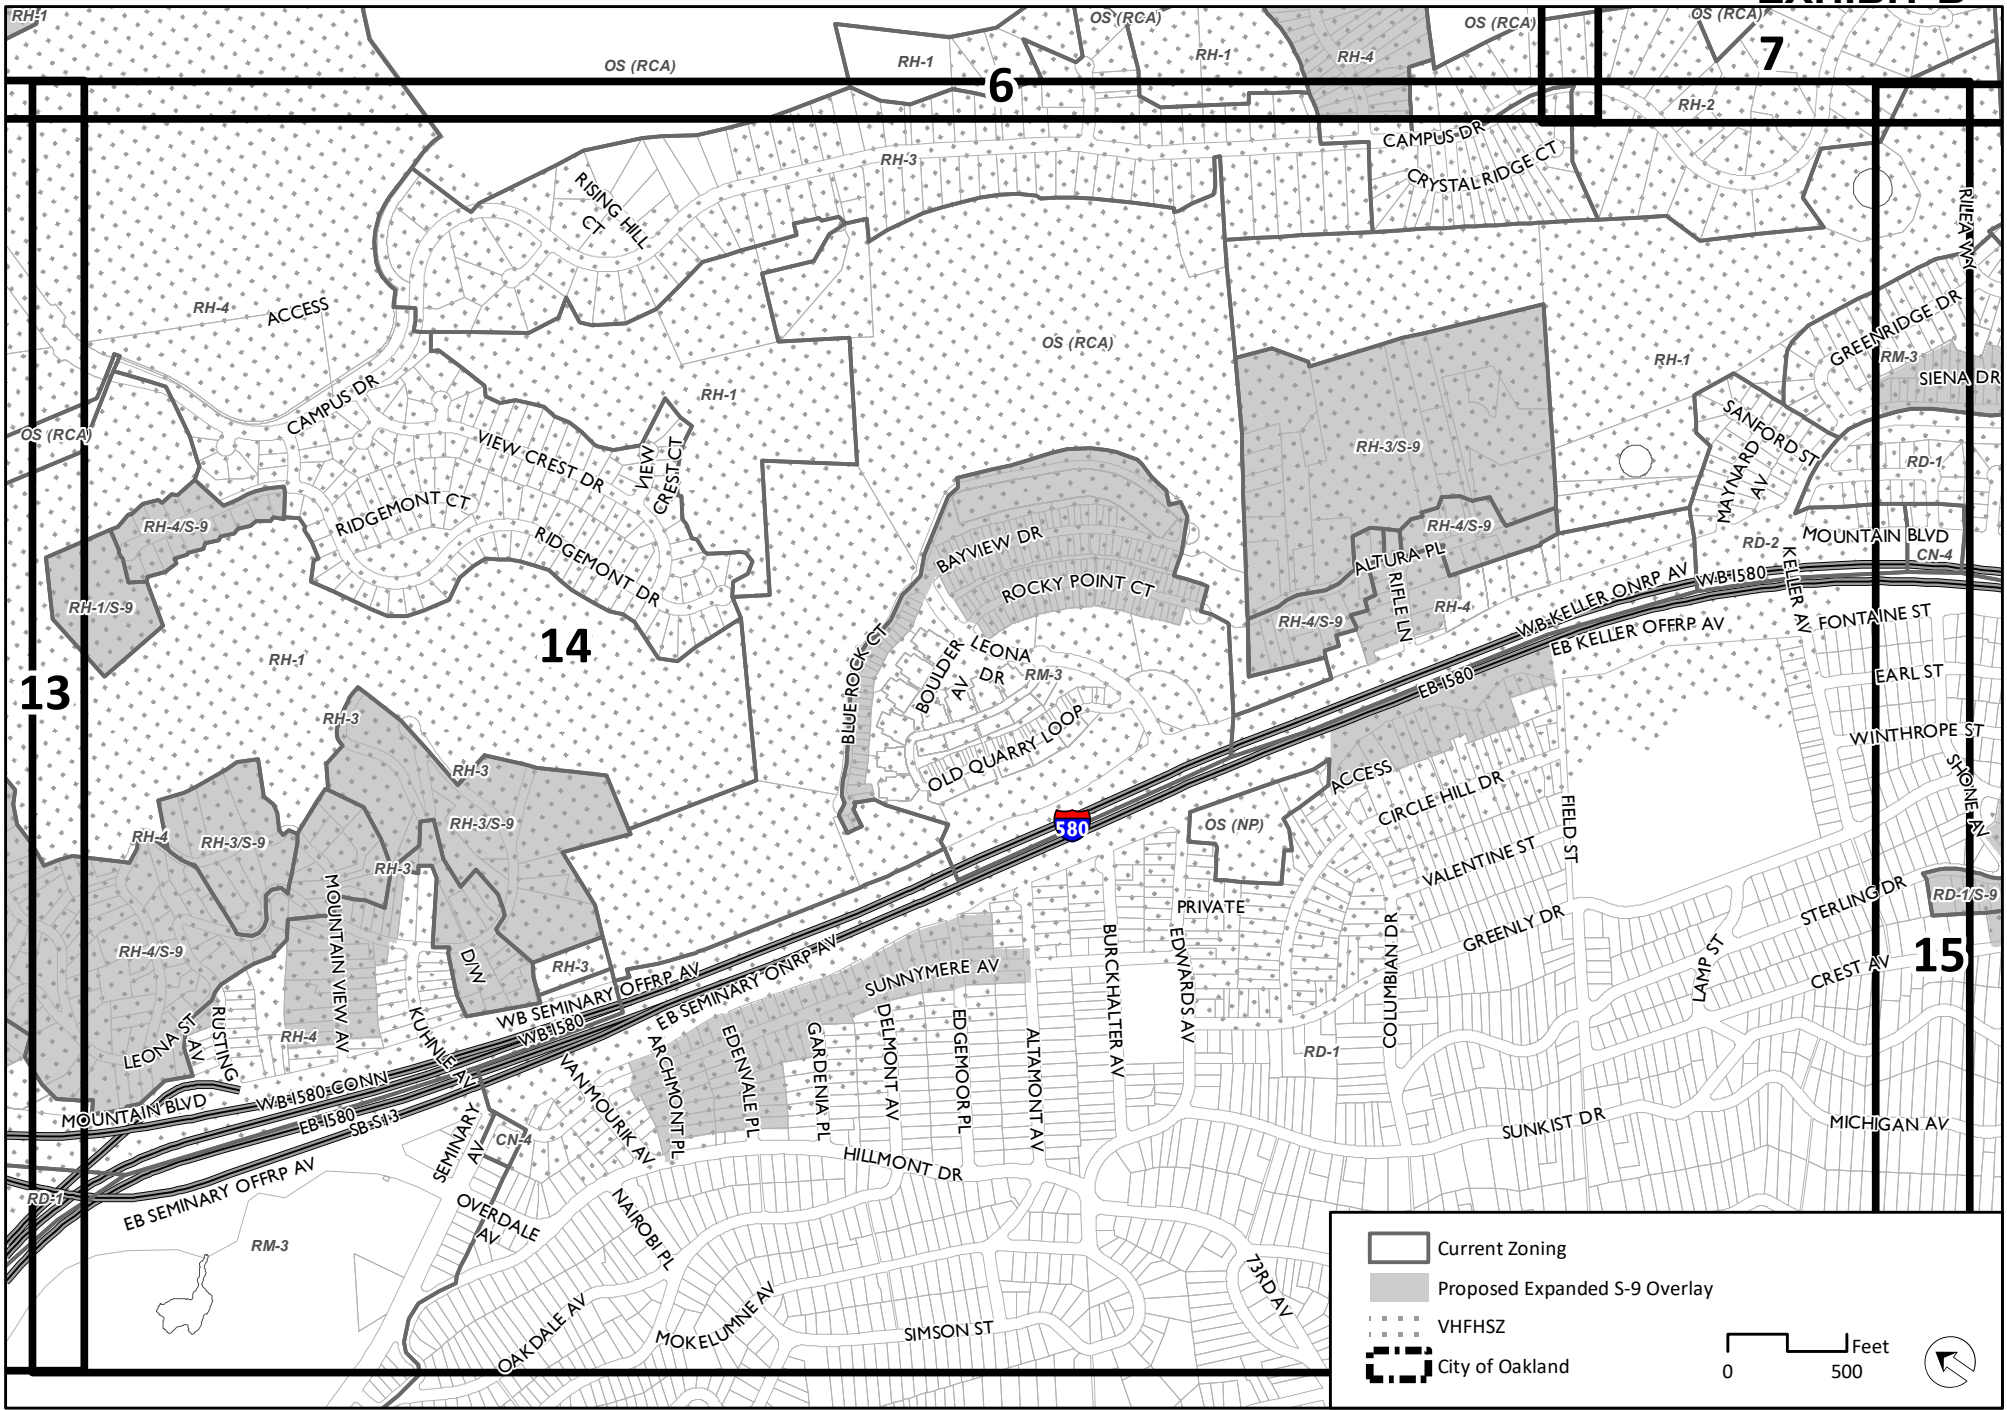 RH-1
OS (RCA)
OS (RCA)
OS (RCA)
7
OS (RCA)
RH-1
RH-1
RH-4
6
RH-2
CAMPUS DR
CRYSTAL RIDGE CT
RH-3
RISING HILL
CT
RILEA WY
RH-4
ACCESS
GREENRIDGE DR
OS (RCA)
RH-1
RM-3
SIENA DR
CAMPUS DR
RH-1
OS (RCA)
VIEW CREST DR
VIEW
CREST CT
SANFORD ST
MAYNARD
AV
RH-3/S-9
RD-1
RIDGEMONT CT
RH-4/S-9
RH-4/S-9
RIDGEMONT DR
BAYVIEW DR
ALTURA PL
MOUNTAIN BLVD
RD-2
CN-4
KELLER AV
ROCKY POINT CT
RIFLE LN
WB KELLER ONRP AV
WB I580
RH-1/S-9
RH-4/S-9
RH-4
FONTAINE ST
EB KELLER OFFRP AV
14
RH-1
BLUE ROCK CT
BOULDER
AV
LEONA
DR
RM-3
EB I580
EARL ST
13
RH-3
OLD QUARRY LOOP
WINTHROPE ST
RH-3
ACCESS
CIRCLE HILL DR
SHONE AV
RH-4
RH-3/S-9
RH-3/S-9
580
OS (NP)
FIELD ST
RH-3
VALENTINE ST
MOUNTAIN VIEW AV
PRIVATE
STERLING DR
RD-1/S-9
RH-4/S-9
D/W
RH-3
SUNNYMERE AV
BURCKHALTER AV
EDWARDS AV
COLUMBIAN DR
GREENLY DR
LAMP ST
CREST AV
15
WB SEMINARY OFFRP AV
EB SEMINARY ONRP AV
LEONA ST
RUSTING
AV
RH-4
KUHNLE AV
WB I580
VAN MOURIK AV
ARCHMONT PL
EDENVALE PL
GARDENIA PL
DELMONT AV
EDGEMOOR PL
ALTAMONT AV
RD-1
MOUNTAIN BLVD
WB I580 CONN
EB I580
SB S13
SEMINARY
AV
CN-4
SUNKIST DR
MICHIGAN AV
HILLMONT DR
RD-1
EB SEMINARY OFFRP AV
OVERDALE
AV
NAIROBI PL
RM-3
73RD AV
OAKDALE AV
MOKELUMNE AV
SIMSON ST
Current Zoning
Proposed Expanded S-9 Overlay
VHFHSZ
City of Oakland
Feet
0 500